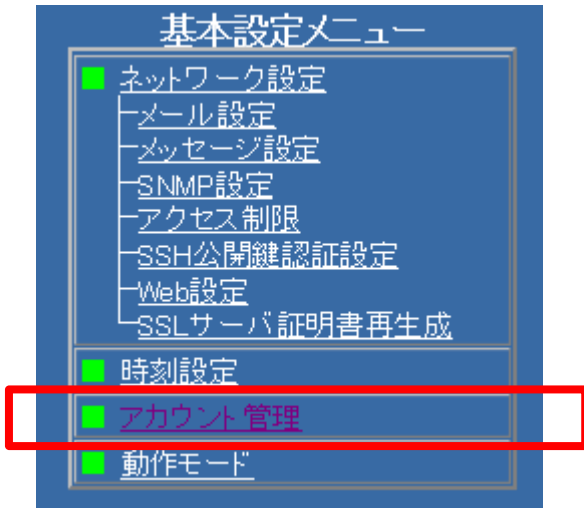 基本設定メニュー
ネットワーク設定
メール設定
メッセージ設定
SNMP設定
アクセス制限
SSH公開鍵認証設定
Web設定
SSLサーバ証明書再生成
時刻設定
アカウント管理
動作モード